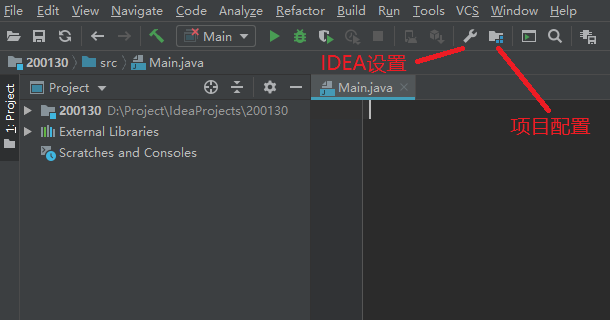 File Edit View Navigate Code Analyze Refactor Build Run Tools VCS Window Help
Main
200130 src Main.java
IDEA设置
1: Project
Project
Main.java
200130 D:\Project\IdeaProjects\200130
项目配置
External Libraries
Scratches and Consoles